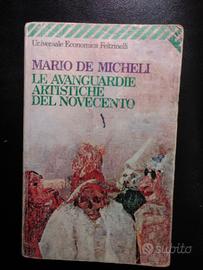 Universale Economica Feltrinelli
MARIO DE MICHELI
LE AVANGUARDIE
ARTISTICHE
DEL NOVECENTO
subito